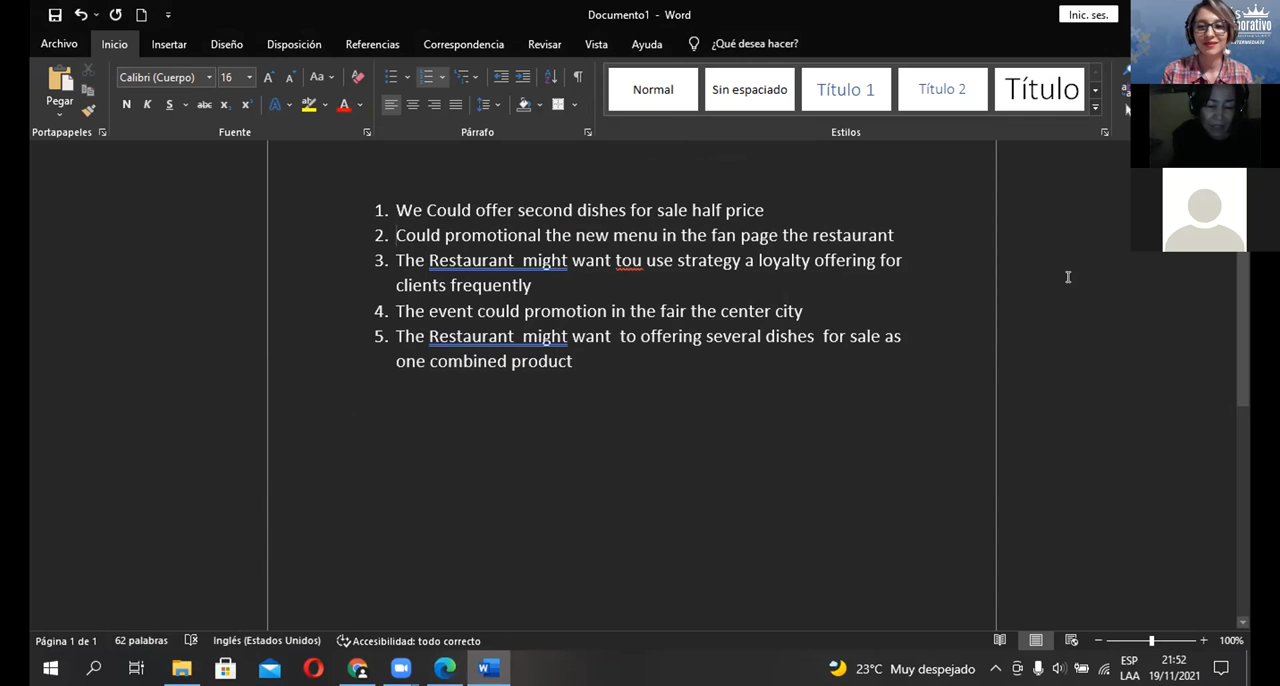 Documento1 - Word
Inic. ses.
Archivo Inicio Insertar Diseño Disposición Referencias Correspondencia Revisar Vista Ayuda ¿Qué desea hacer?
Pegar
Calibri (Cuerpo) 16
Normal Sin espaciado Título 1 Título 2 Título
Portapapeles Fuente Párrafo Estilos
1. We Could offer second dishes for sale half price
2. Could promotional the new menu in the fan page the restaurant
3. The Restaurant might want tou use strategy a loyalty offering for
clients frequently
4. The event could promotion in the fair the center city
5. The Restaurant might want to offering several dishes for sale as
one combined product
Página 1 de 1 62 palabras Inglés (Estados Unidos) Accesibilidad: todo correcto 100%
23°C Muy despejado ESP LAA 21:52 19/11/2021